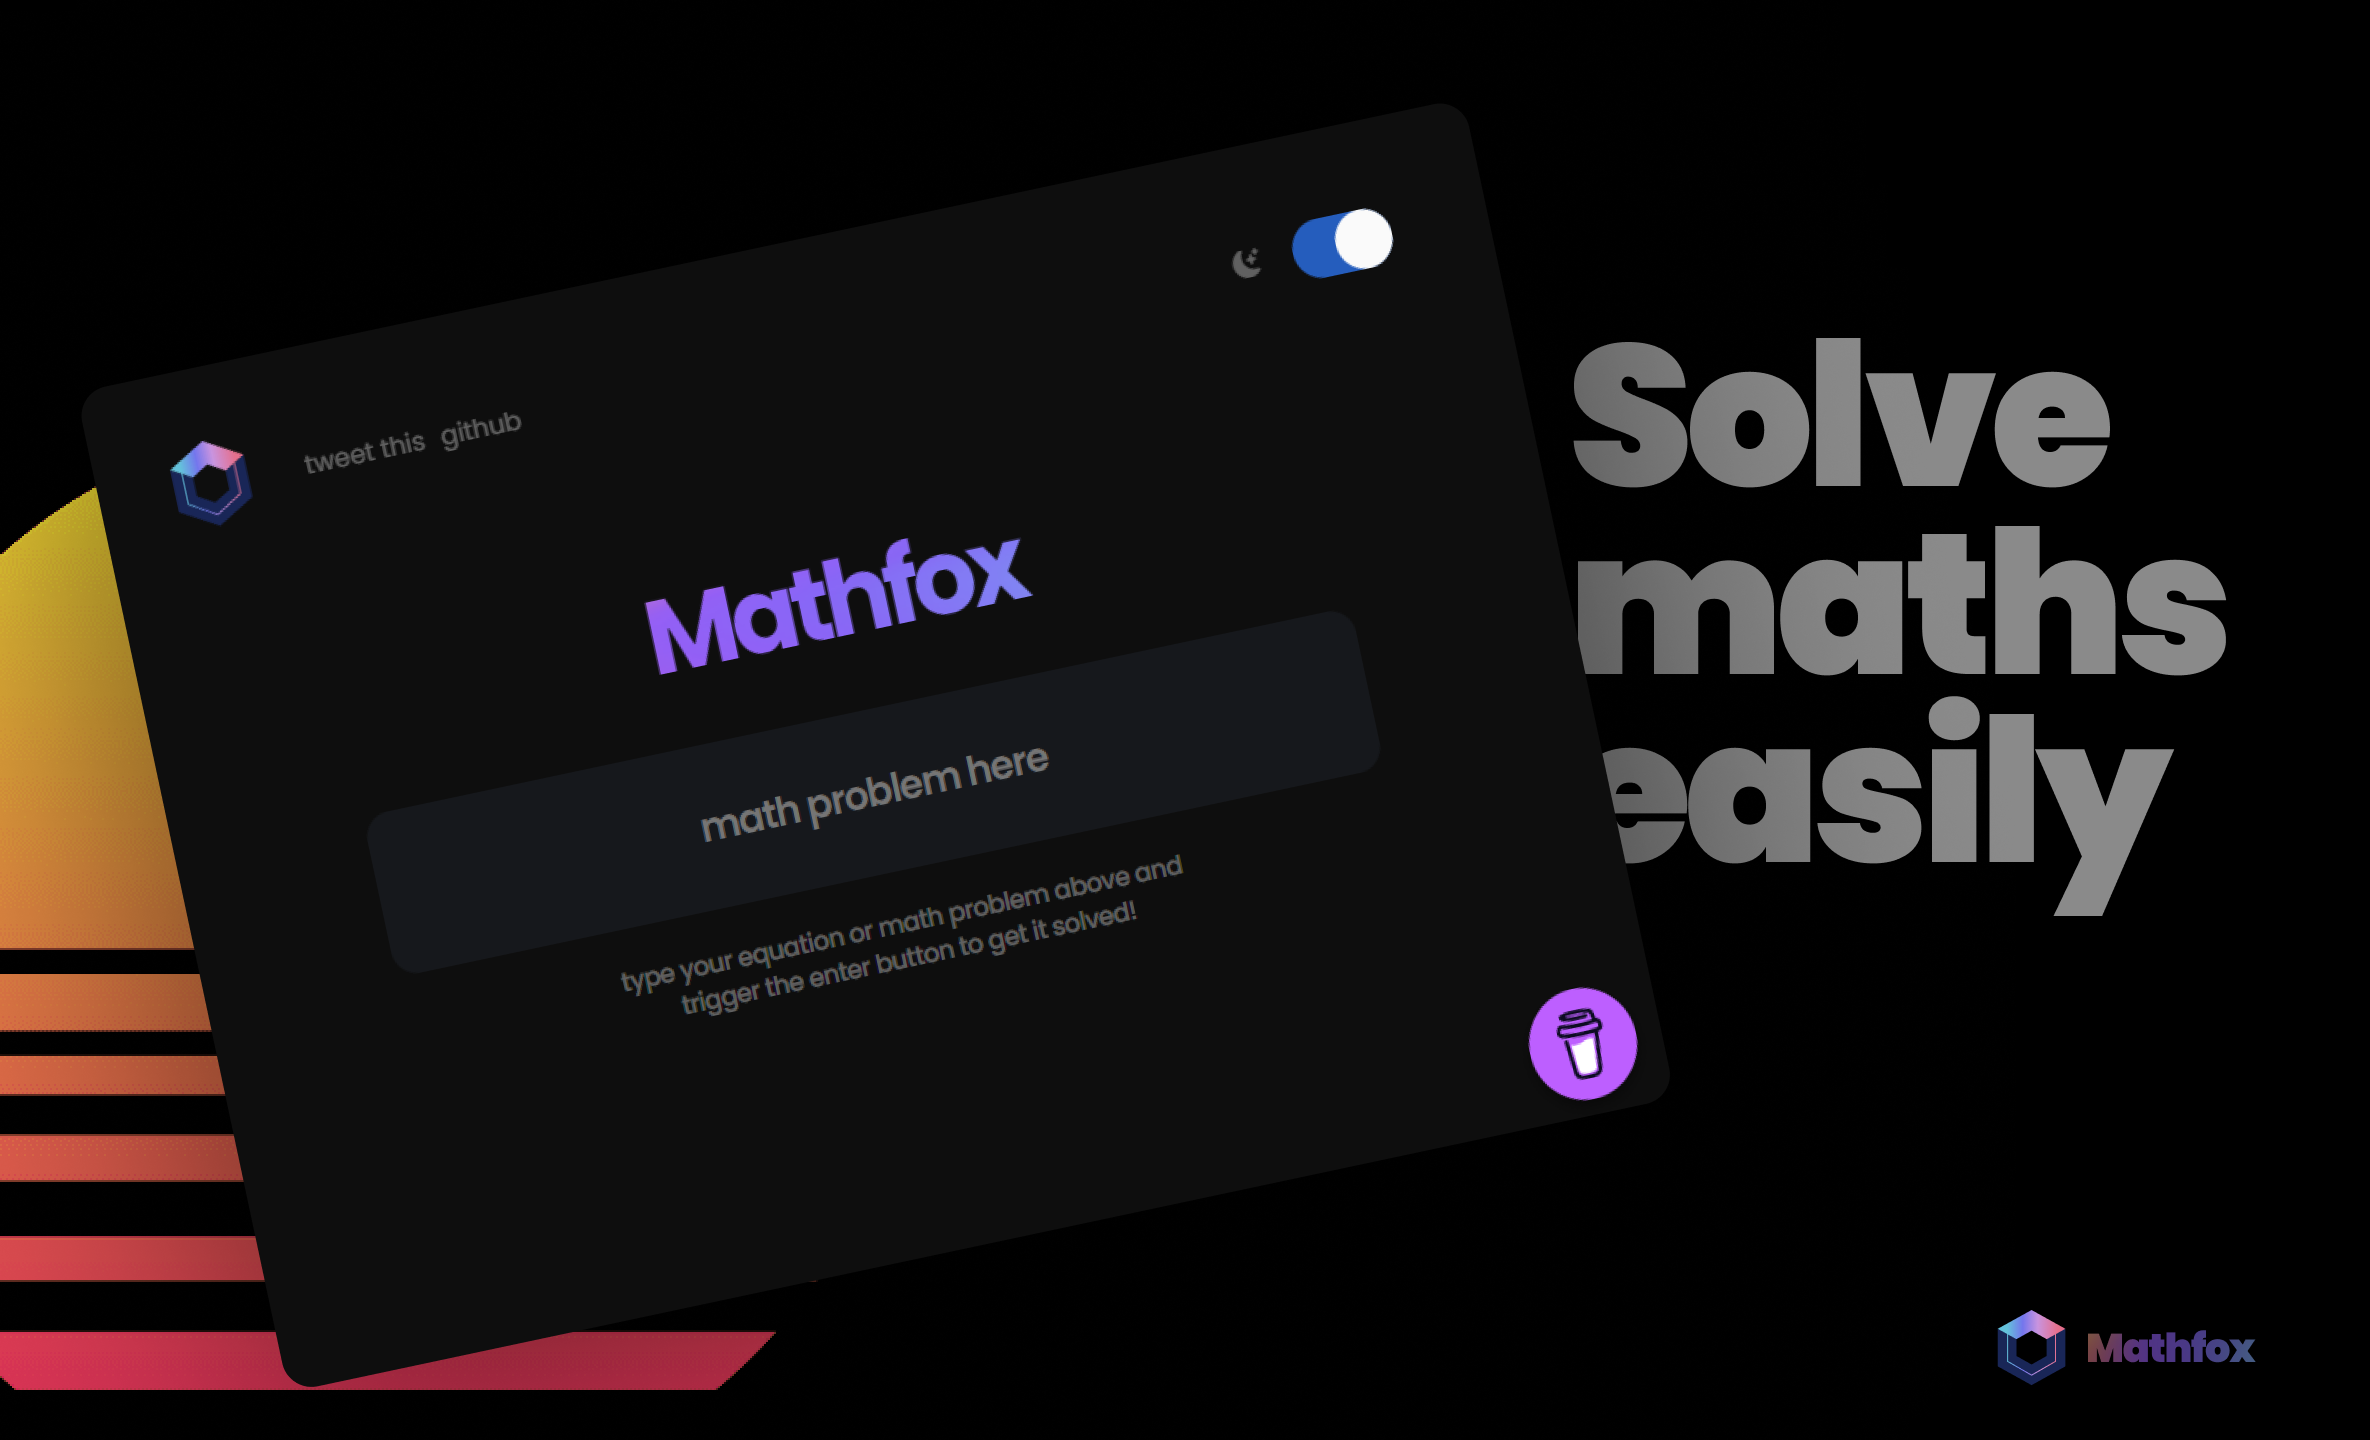 tweet this github
Mathfox
math problem here
type your equation or math problem above and
trigger the enter button to get it solved!
Solve
maths
easily
Mathfox